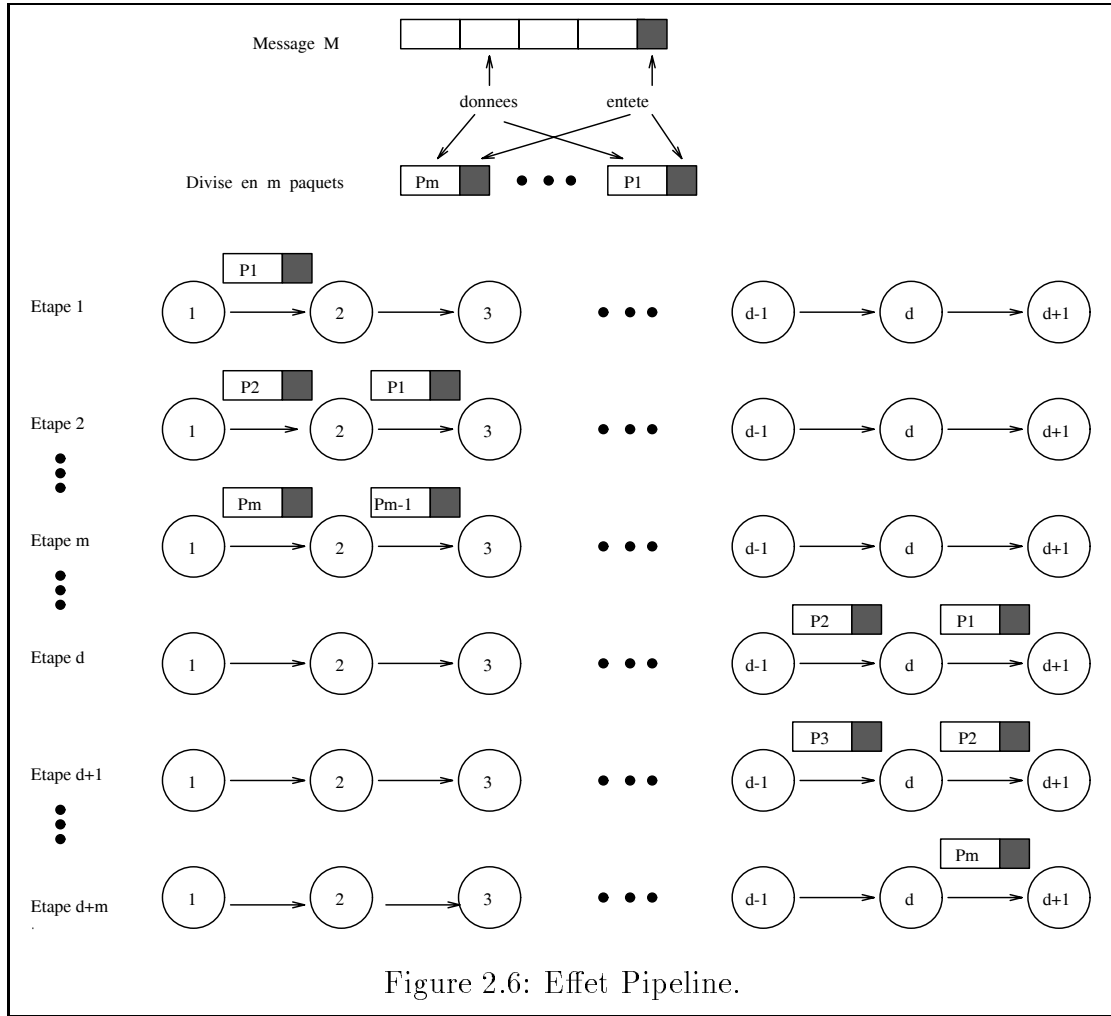 Message M
donnees entete
Divise en m paquets Pm P1
P1
Etape 1 1 2 3 d-1 d d+1
P2 P1
Etape 2 1 2 3 d-1 d d+1
Pm Pm-1
Etape m 1 2 3 d-1 d d+1
P2 P1
Etape d 1 2 3 d-1 d d+1
P3 P2
Etape d+1 1 2 3 d-1 d d+1
Pm
Etape d+m 1 2 3 d-1 d d+1
Figure 2.6: Effet Pipeline.